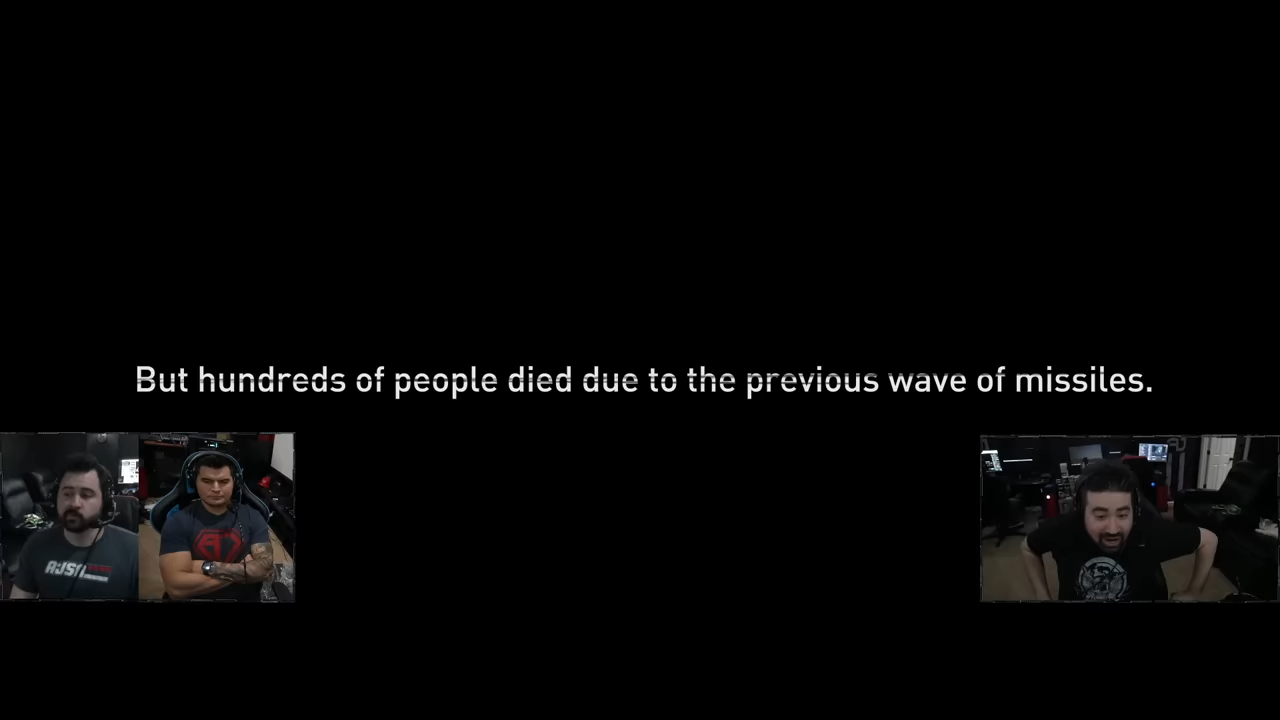 But hundreds of people died due to the previous wave of missiles.